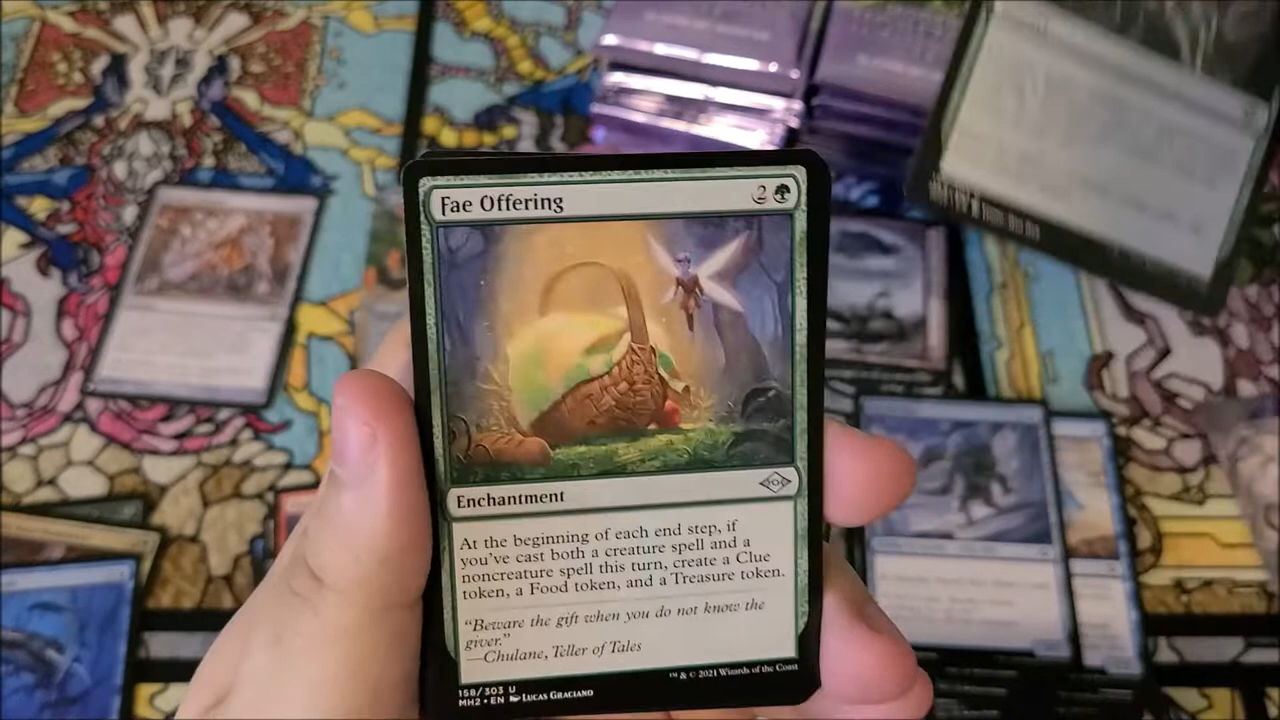 Fae Offering 2
Enchantment
At the beginning of each end step, if
you've cast both a creature spell and a
noncreature spell this turn, create a Clue
token, a Food token, and a Treasure token.
"Beware the gift when you do not know the
giver."
—Chulane, Teller of Tales
158/303 U
MH2 • EN Lucas Graciano
™ & © 2021 Wizards of the Coast